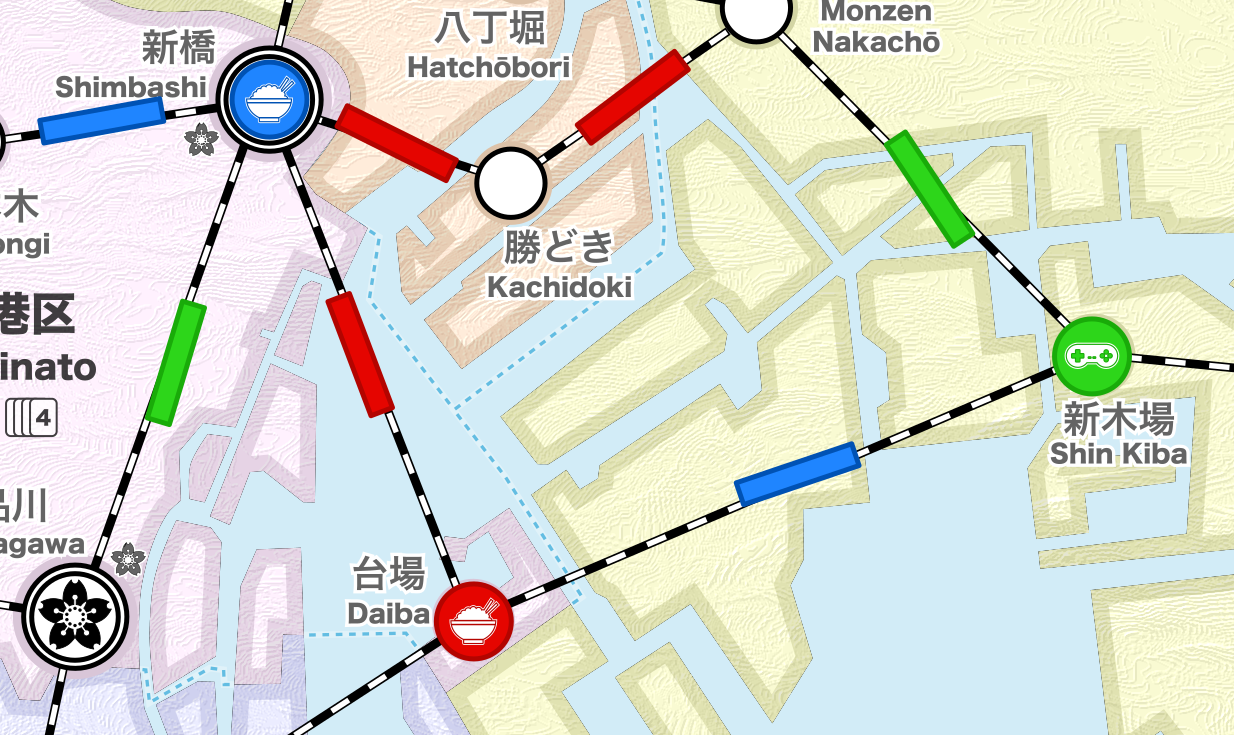 新橋
Shimbashi
八丁堀
Hatchōbori
Monzen
Nakachō
木
ongi
港区
inato
4
勝どき
Kachidoki
新木場
Shin Kiba
品川
agawa
台場
Daiba